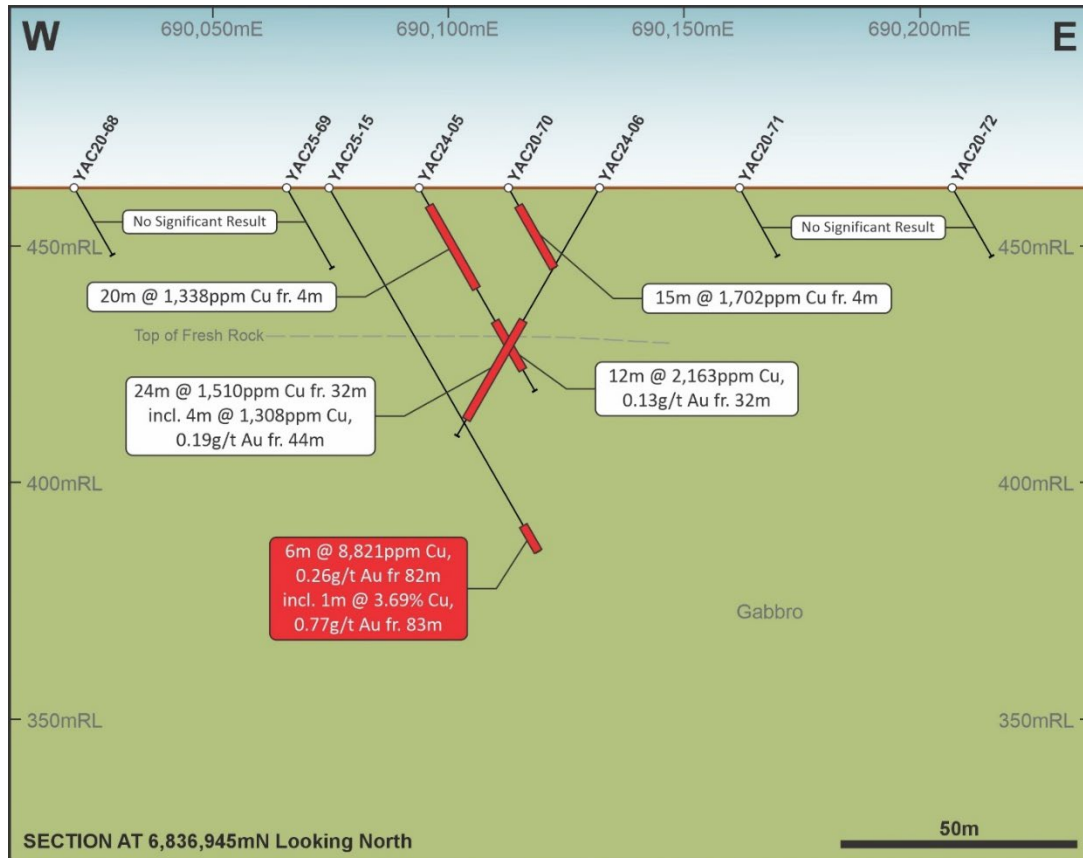 W
690,050mE
690,100mE
690,150mE
690,200mE
E
YAC20-68
YAC25-69
YAC25-15
YAC24-05
YAC20-70
YAC24-06
YAC20-71
YAC20-72
No Significant Result
No Significant Result
450mRL
450mRL
20m @ 1,338ppm Cu fr. 4m
15m @ 1,702ppm Cu fr. 4m
Top of Fresh Rock
24m @ 1,510ppm Cu fr. 32m
incl. 4m @ 1,308ppm Cu,
0.19g/t Au fr. 44m
12m @ 2,163ppm Cu,
0.13g/t Au fr. 32m
400mRL
400mRL
6m @ 8,821ppm Cu,
0.26g/t Au fr 82m
incl. 1m @ 3.69% Cu,
0.77g/t Au fr. 83m
Gabbro
350mRL
350mRL
SECTION AT 6,836,945mN Looking North
50m